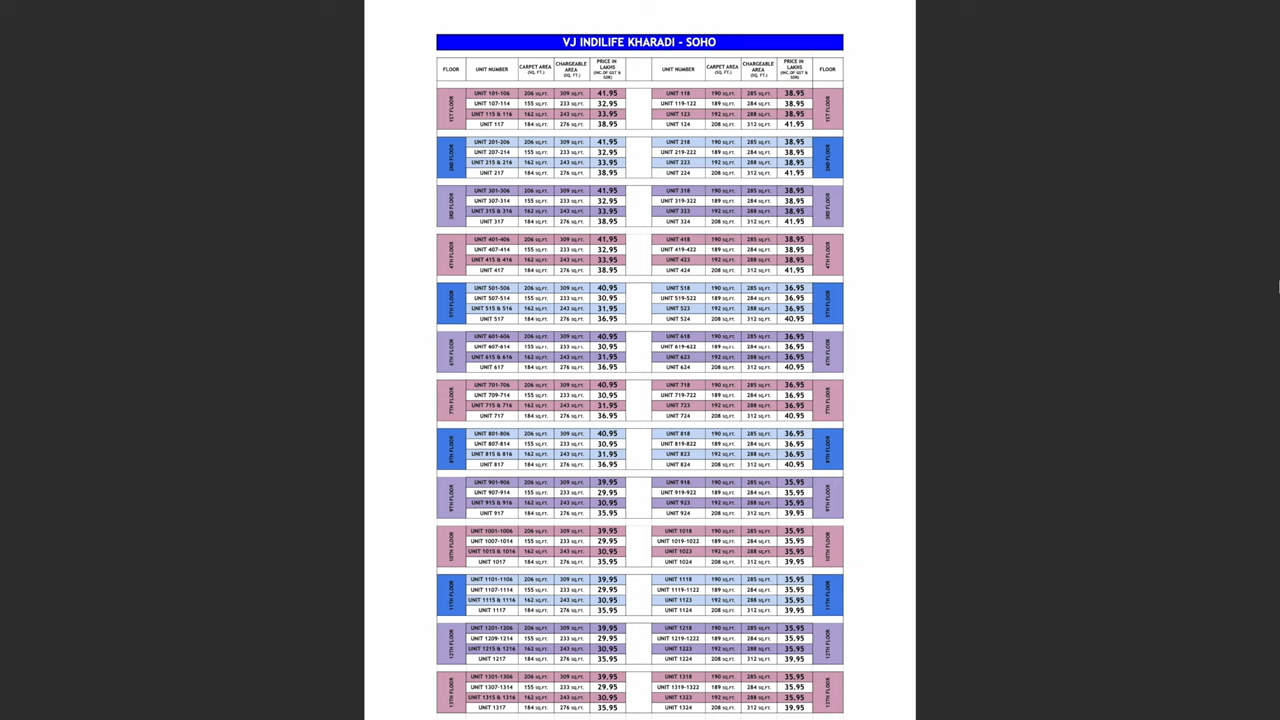 VJ INDILIFE KHARADI - SOHO
FLOOR UNIT NUMBER CARPET AREA (SQ. FT.) CHARGEABLE AREA (SQ. FT.) PRICE IN LAKHS (INC.OF GST & SDR) UNIT NUMBER CARPET AREA (SQ. FT.) CHARGEABLE AREA (SQ. FT.) PRICE IN LAKHS (INC.OF GST & SDR) FLOOR
1ST FLOOR UNIT 101-106 206 SQ.FT. 309 SQ.FT. 41.95 UNIT 118 190 SQ.FT. 285 SQ.FT. 38.95 1ST FLOOR
UNIT 107-114 155 SQ.FT. 233 SQ.FT. 32.95 UNIT 119-122 189 SQ.FT. 284 SQ.FT. 38.95
UNIT 115 & 116 162 SQ.FT. 243 SQ.FT. 33.95 UNIT 123 192 SQ.FT. 288 SQ.FT. 38.95
UNIT 117 184 SQ.FT. 276 SQ.FT. 38.95 UNIT 124 208 SQ.FT. 312 SQ.FT. 41.95
2ND FLOOR UNIT 201-206 206 SQ.FT. 309 SQ.FT. 41.95 UNIT 218 190 SQ.FT. 285 SQ.FT. 38.95 2ND FLOOR
UNIT 207-214 155 SQ.FT. 233 SQ.FT. 32.95 UNIT 219-222 189 SQ.FT. 284 SQ.FT. 38.95
UNIT 215 & 216 162 SQ.FT. 243 SQ.FT. 33.95 UNIT 223 192 SQ.FT. 288 SQ.FT. 38.95
UNIT 217 184 SQ.FT. 276 SQ.FT. 38.95 UNIT 224 208 SQ.FT. 312 SQ.FT. 41.95
3RD FLOOR UNIT 301-306 206 SQ.FT. 309 SQ.FT. 41.95 UNIT 318 190 SQ.FT. 285 SQ.FT. 38.95 3RD FLOOR
UNIT 307-314 155 SQ.FT. 233 SQ.FT. 32.95 UNIT 319-322 189 SQ.FT. 284 SQ.FT. 38.95
UNIT 315 & 316 162 SQ.FT. 243 SQ.FT. 33.95 UNIT 323 192 SQ.FT. 288 SQ.FT. 38.95
UNIT 317 184 SQ.FT. 276 SQ.FT. 38.95 UNIT 324 208 SQ.FT. 312 SQ.FT. 41.95
4TH FLOOR UNIT 401-406 206 SQ.FT. 309 SQ.FT. 41.95 UNIT 418 190 SQ.FT. 285 SQ.FT. 38.95 4TH FLOOR
UNIT 407-414 155 SQ.FT. 233 SQ.FT. 32.95 UNIT 419-422 189 SQ.FT. 284 SQ.FT. 38.95
UNIT 415 & 416 162 SQ.FT. 243 SQ.FT. 33.95 UNIT 423 192 SQ.FT. 288 SQ.FT. 38.95
UNIT 417 184 SQ.FT. 276 SQ.FT. 38.95 UNIT 424 208 SQ.FT. 312 SQ.FT. 41.95
5TH FLOOR UNIT 501-506 206 SQ.FT. 309 SQ.FT. 40.95 UNIT 518 190 SQ.FT. 285 SQ.FT. 36.95 5TH FLOOR
UNIT 507-514 155 SQ.FT. 233 SQ.FT. 30.95 UNIT 519-522 189 SQ.FT. 284 SQ.FT. 36.95
UNIT 515 & 516 162 SQ.FT. 243 SQ.FT. 31.95 UNIT 523 192 SQ.FT. 288 SQ.FT. 36.95
UNIT 517 184 SQ.FT. 276 SQ.FT. 36.95 UNIT 524 208 SQ.FT. 312 SQ.FT. 40.95
6TH FLOOR UNIT 601-606 206 SQ.FT. 309 SQ.FT. 40.95 UNIT 618 190 SQ.FT. 285 SQ.FT. 36.95 6TH FLOOR
UNIT 607-614 155 SQ.FT. 233 SQ.FT. 30.95 UNIT 619-622 189 SQ.FT. 284 SQ.FT. 36.95
UNIT 615 & 616 162 SQ.FT. 243 SQ.FT. 31.95 UNIT 623 192 SQ.FT. 288 SQ.FT. 36.95
UNIT 617 184 SQ.FT. 276 SQ.FT. 36.95 UNIT 624 208 SQ.FT. 312 SQ.FT. 40.95
7TH FLOOR UNIT 701-706 206 SQ.FT. 309 SQ.FT. 40.95 UNIT 718 190 SQ.FT. 285 SQ.FT. 36.95 7TH FLOOR
UNIT 709-714 155 SQ.FT. 233 SQ.FT. 30.95 UNIT 719-722 189 SQ.FT. 284 SQ.FT. 36.95
UNIT 715 & 716 162 SQ.FT. 243 SQ.FT. 31.95 UNIT 723 192 SQ.FT. 288 SQ.FT. 36.95
UNIT 717 184 SQ.FT. 276 SQ.FT. 36.95 UNIT 724 208 SQ.FT. 312 SQ.FT. 40.95
8TH FLOOR UNIT 801-806 206 SQ.FT. 309 SQ.FT. 40.95 UNIT 818 190 SQ.FT. 285 SQ.FT. 36.95 8TH FLOOR
UNIT 807-814 155 SQ.FT. 233 SQ.FT. 30.95 UNIT 819-822 189 SQ.FT. 284 SQ.FT. 36.95
UNIT 815 & 816 162 SQ.FT. 243 SQ.FT. 31.95 UNIT 823 192 SQ.FT. 288 SQ.FT. 36.95
UNIT 817 184 SQ.FT. 276 SQ.FT. 36.95 UNIT 824 208 SQ.FT. 312 SQ.FT. 40.95
9TH FLOOR UNIT 901-906 206 SQ.FT. 309 SQ.FT. 39.95 UNIT 918 190 SQ.FT. 285 SQ.FT. 35.95 9TH FLOOR
UNIT 907-914 155 SQ.FT. 233 SQ.FT. 29.95 UNIT 919-922 189 SQ.FT. 284 SQ.FT. 35.95
UNIT 915 & 916 162 SQ.FT. 243 SQ.FT. 30.95 UNIT 923 192 SQ.FT. 288 SQ.FT. 35.95
UNIT 917 184 SQ.FT. 276 SQ.FT. 35.95 UNIT 924 208 SQ.FT. 312 SQ.FT. 39.95
10TH FLOOR UNIT 1001-1006 206 SQ.FT. 309 SQ.FT. 39.95 UNIT 1018 190 SQ.FT. 285 SQ.FT. 35.95 10TH FLOOR
UNIT 1007-1014 155 SQ.FT. 233 SQ.FT. 29.95 UNIT 1019-1022 189 SQ.FT. 284 SQ.FT. 35.95
UNIT 1015 & 1016 162 SQ.FT. 243 SQ.FT. 30.95 UNIT 1023 192 SQ.FT. 288 SQ.FT. 35.95
UNIT 1017 184 SQ.FT. 276 SQ.FT. 35.95 UNIT 1024 208 SQ.FT. 312 SQ.FT. 39.95
11TH FLOOR UNIT 1101-1106 206 SQ.FT. 309 SQ.FT. 39.95 UNIT 1118 190 SQ.FT. 285 SQ.FT. 35.95 11TH FLOOR
UNIT 1107-1114 155 SQ.FT. 233 SQ.FT. 29.95 UNIT 1119-1122 189 SQ.FT. 284 SQ.FT. 35.95
UNIT 1115 & 1116 162 SQ.FT. 243 SQ.FT. 30.95 UNIT 1123 192 SQ.FT. 288 SQ.FT. 35.95
UNIT 1117 184 SQ.FT. 276 SQ.FT. 35.95 UNIT 1124 208 SQ.FT. 312 SQ.FT. 39.95
12TH FLOOR UNIT 1201-1206 206 SQ.FT. 309 SQ.FT. 39.95 UNIT 1218 190 SQ.FT. 285 SQ.FT. 35.95 12TH FLOOR
UNIT 1209-1214 155 SQ.FT. 233 SQ.FT. 29.95 UNIT 1219-1222 189 SQ.FT. 284 SQ.FT. 35.95
UNIT 1215 & 1216 162 SQ.FT. 243 SQ.FT. 30.95 UNIT 1223 192 SQ.FT. 288 SQ.FT. 35.95
UNIT 1217 184 SQ.FT. 276 SQ.FT. 35.95 UNIT 1224 208 SQ.FT. 312 SQ.FT. 39.95
13TH FLOOR UNIT 1301-1306 206 SQ.FT. 309 SQ.FT. 39.95 UNIT 1318 190 SQ.FT. 285 SQ.FT. 35.95 13TH FLOOR
UNIT 1307-1314 155 SQ.FT. 233 SQ.FT. 29.95 UNIT 1319-1322 189 SQ.FT. 284 SQ.FT. 35.95
UNIT 1315 & 1316 162 SQ.FT. 243 SQ.FT. 30.95 UNIT 1323 192 SQ.FT. 288 SQ.FT. 35.95
UNIT 1317 184 SQ.FT. 276 SQ.FT. 35.95 UNIT 1324 208 SQ.FT. 312 SQ.FT. 39.95